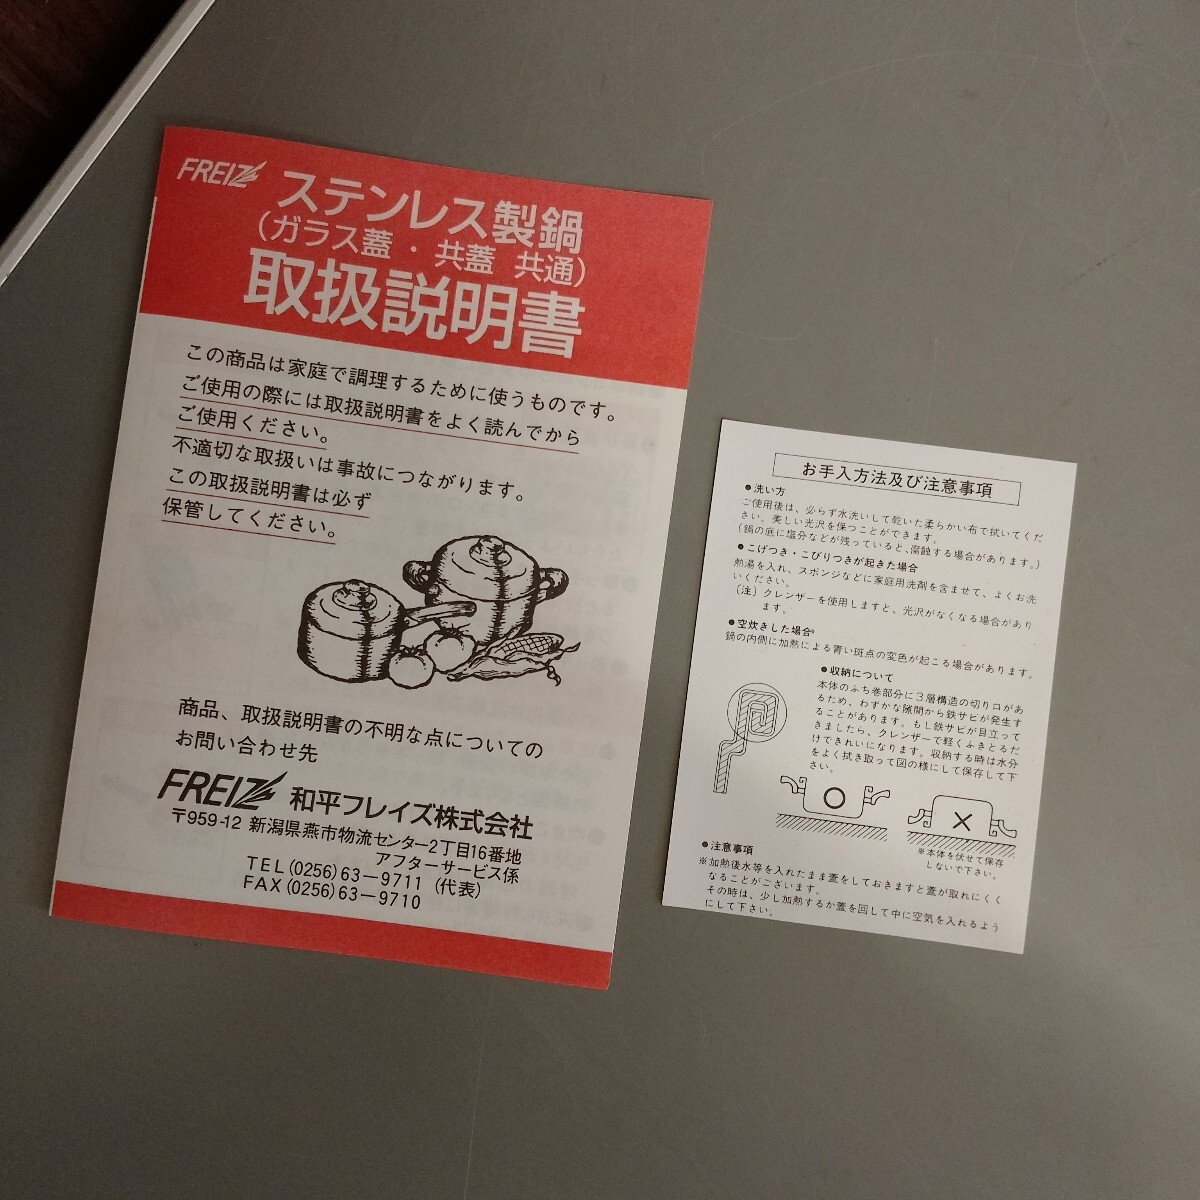 FREIZ
ステンレス製鍋
(ガラス蓋・共蓋 共通)
取扱説明書
この商品は家庭で調理するために使うものです。
ご使用の際には取扱説明書をよく読んでから
ご使用ください。
不適切な取扱いは事故につながります。
この取扱説明書は必ず
保管してください。
商品、取扱説明書の不明な点についての
お問い合わせ先
FREIZ 和平フレイズ株式会社
〒959-12 新潟県燕市物流センター2丁目16番地
アフターサービス係
TEL(0256)63−9711(代表)
FAX(0256)63−9710
お手入方法及び注意事項
●洗い方
ご使用後は、必らず水洗いして乾いた柔らかい布で拭いてくだ
さい。美しい光沢を保つことができます。
(鍋の底に塩分などが残っていると、腐蝕する場合があります。)
●こげつき・こびりつきが起きた場合
熱湯を入れ、スポンジなどに家庭用洗剤を含ませて、よくお洗
いください。
(注)クレンザーを使用しますと、光沢がなくなる場合があり
ます。
●空炊きした場合
鍋の内側に加熱による青い斑点の変色が起こる場合があります。
●収納について
本体のふち巻部分に3層構造の切り口があ
るため、わずかな隙間から鉄サビが発生す
ることがあります。もし鉄サビが目立って
きましたら、クレンザーで軽くふきとるだ
けできれいになります。収納する時は水分
をよく拭き取って図の様にして保存して下
さい。
※本体を伏せて保存
しないで下さい。
●注意事項
※加熱後水等を入れたまま蓋をしておきますと蓋が取れにくく
なることがございます。
その時は、少し加熱するか蓋を回して中に空気を入れるよう
にして下さい。